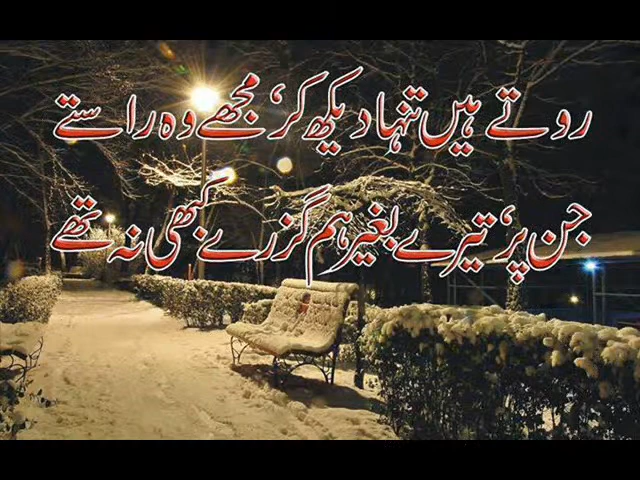 روتے ہیں تنہا دیکھ کر، مجھے وہ راستے
جن پر، تیرے بغیر ہم گزرے کبھی نہ تھے